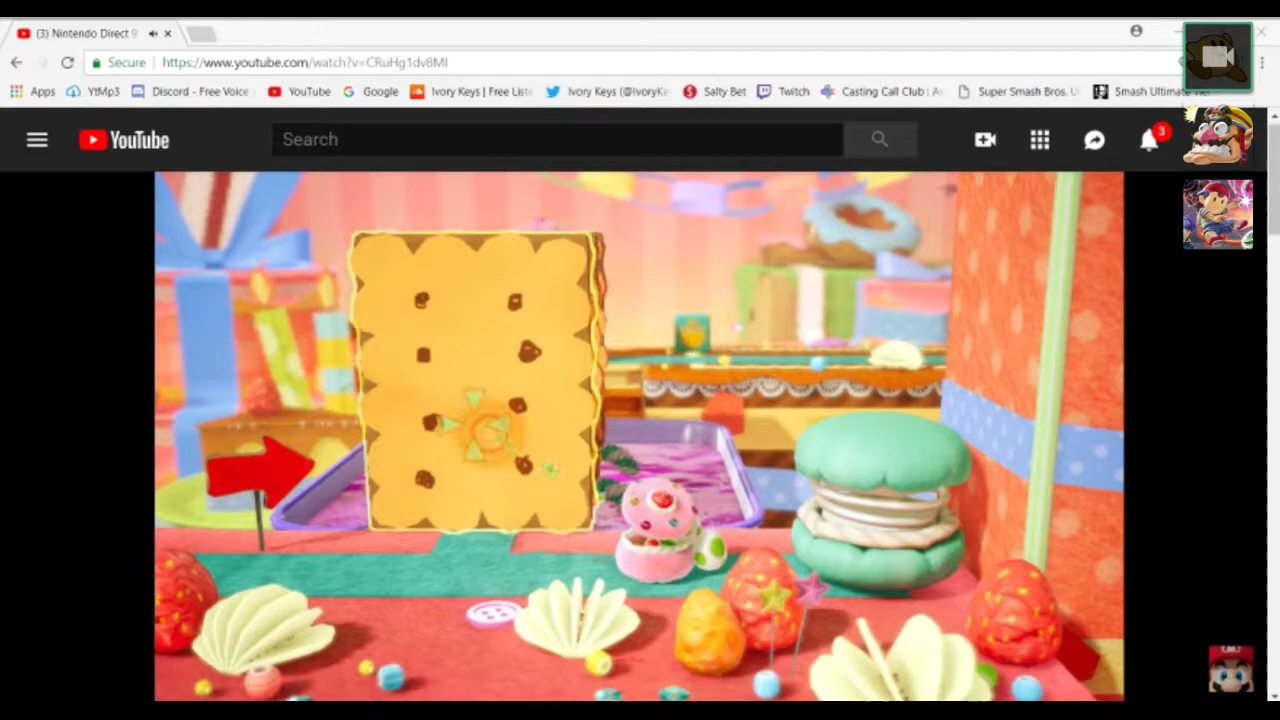 (3) Nintendo Direct 9
Secure https://www.youtube.com/watch?v=CRuHg1dv8MI
Apps YtMp3 Discord - Free Voice YouTube Google Ivory Keys | Free Liste Ivory Keys (@IvoryKe Salty Bet Twitch Casting Call Club : A Super Smash Bros. U Smash Ultimate
YouTube Search 3